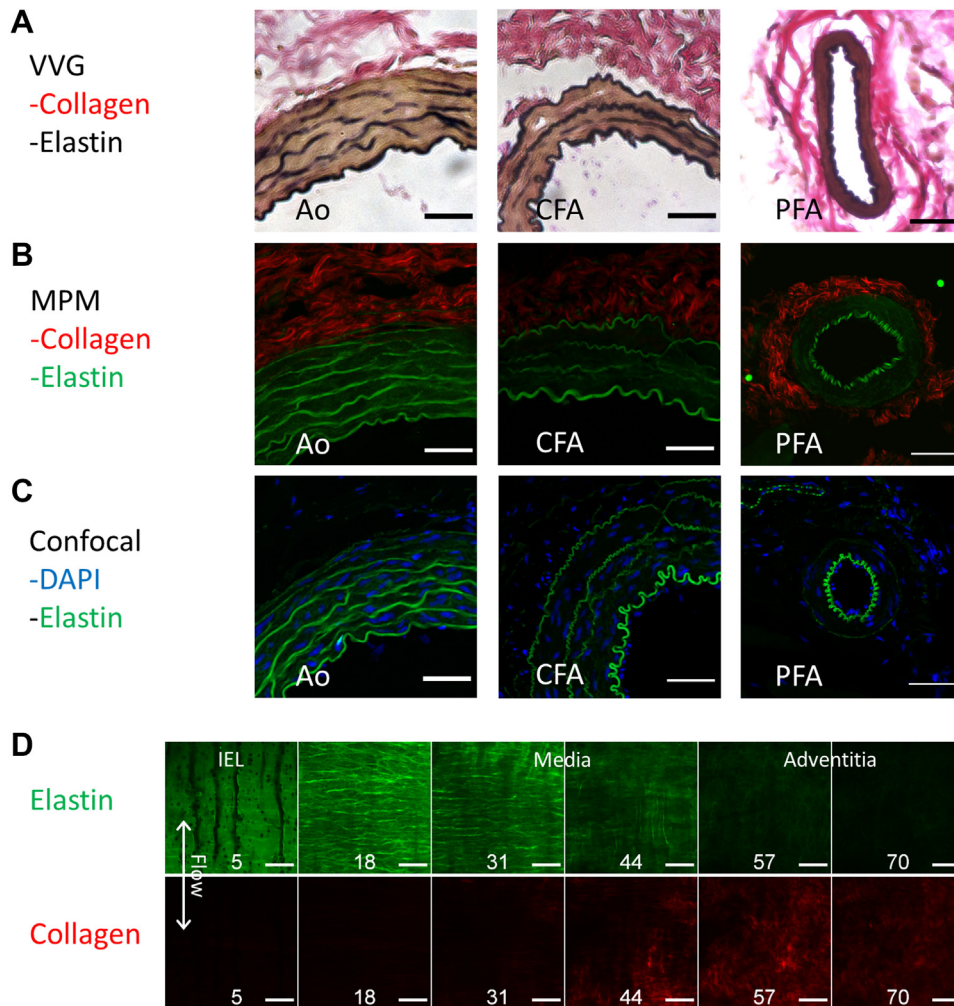 A
VVG
-Collagen
-Elastin
Ao
CFA
PFA
B
MPM
-Collagen
-Elastin
Ao
CFA
PFA
C
Confocal
-DAPI
-Elastin
Ao
CFA
PFA
D
IEL
Media
Adventitia
Elastin
5
18
31
44
57
70
Flow
Collagen
5
18
31
44
57
70